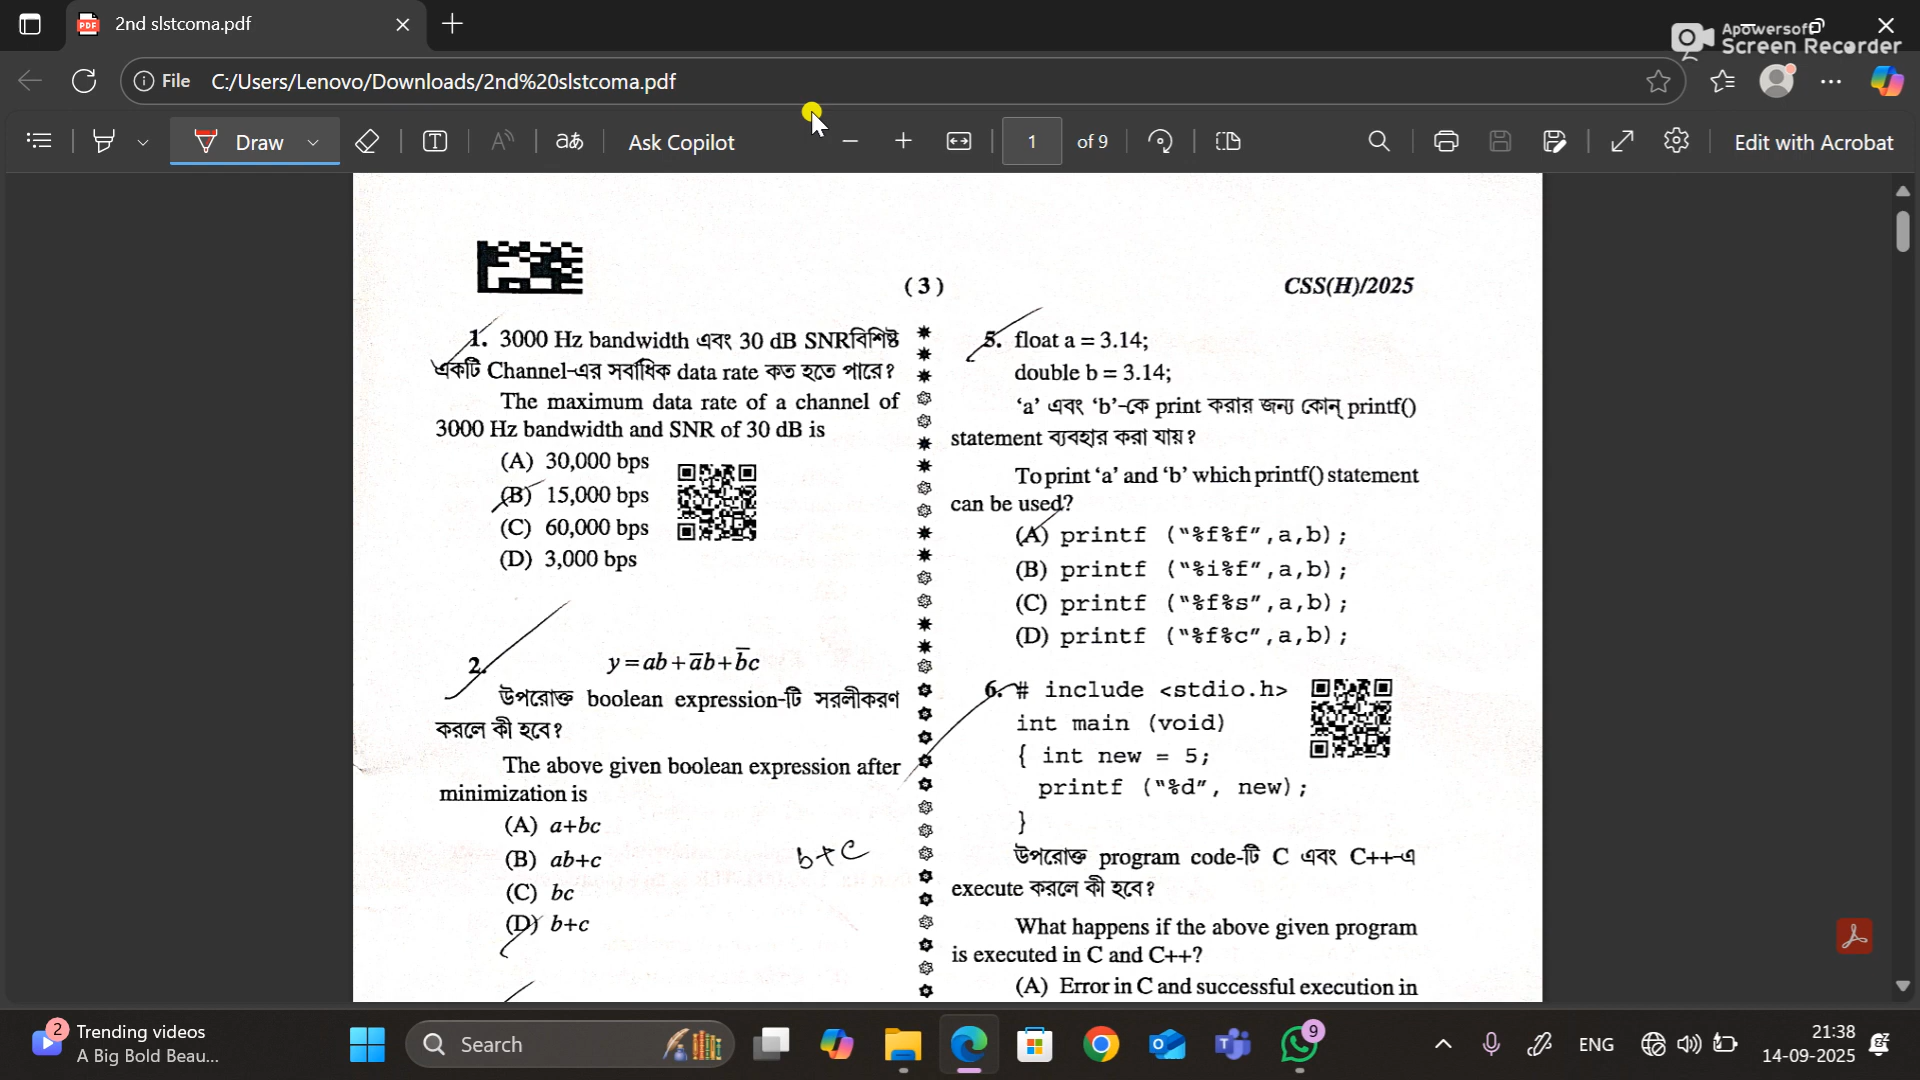 2nd slstcoma.pdf
Apowersoft
Screen Recorder
File C:/Users/Lenovo/Downloads/2nd%20slstcoma.pdf
Draw
Ask Copilot
1 of 9
Edit with Acrobat
( 3 )
CSS(H)/2025
1. 3000 Hz bandwidth এবং 30 dB SNRবিশিষ্ট
একটি Channel-এর সর্বাধিক data rate কত হতে পারে?
The maximum data rate of a channel of
3000 Hz bandwidth and SNR of 30 dB is
(A) 30,000 bps
(B) 15,000 bps
(C) 60,000 bps
(D) 3,000 bps
2. y = ab + a̅b + b̅c
উপরোক্ত boolean expression-টি সরলীকরণ
করলে কী হবে?
The above given boolean expression after
minimization is
(A) a+bc
(B) ab+c
(C) bc
(D) b+c
b+c
5. float a = 3.14;
double b = 3.14;
‘a’ এবং ‘b’-কে print করার জন্য কোন্ printf()
statement ব্যবহার করা যায়?
To print ‘a’ and ‘b’ which printf() statement
can be used?
(A) printf (“%f%f”,a,b);
(B) printf (“%i%f”,a,b);
(C) printf (“%f%s”,a,b);
(D) printf (“%f%c”,a,b);
6. # include <stdio.h>
int main (void)
{ int new = 5;
printf (“%d”, new);
}
উপরোক্ত program code-টি C এবং C++-এ
execute করলে কী হবে?
What happens if the above given program
is executed in C and C++?
(A) Error in C and successful execution in
2
Trending videos
A Big Bold Beau...
Search
9
ENG
21:38
14-09-2025